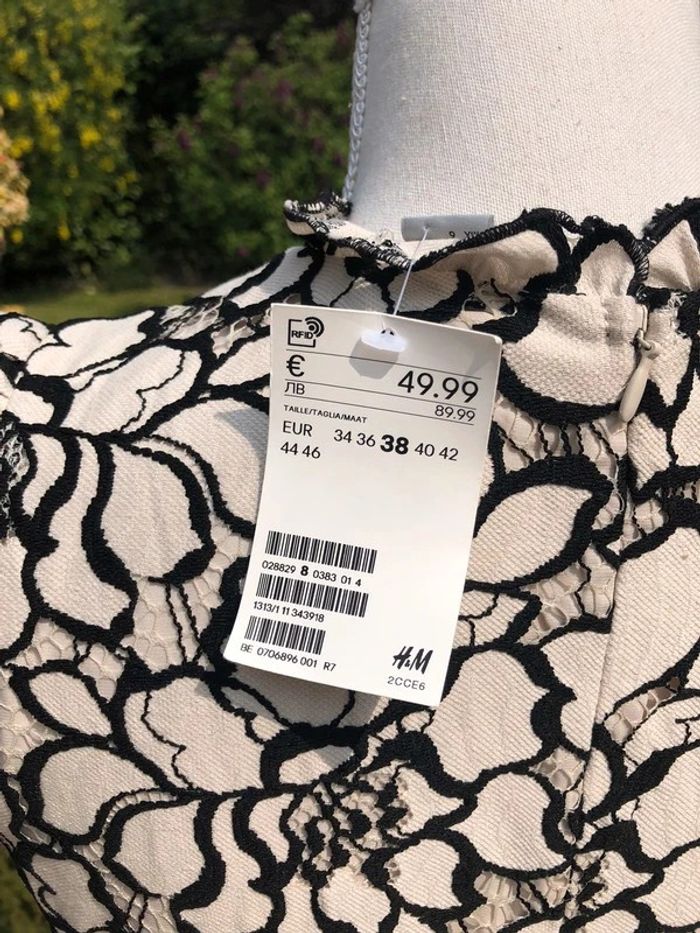 RFID
€ 49.99
ЛВ 89.99
TAILLE/TAGLIA/MAAT
EUR 34 36 38 40 42
44 46
028829 8 0383 01 4
1313/1 11 343918
BE 0706896 001 R7
H&M
2CCE6